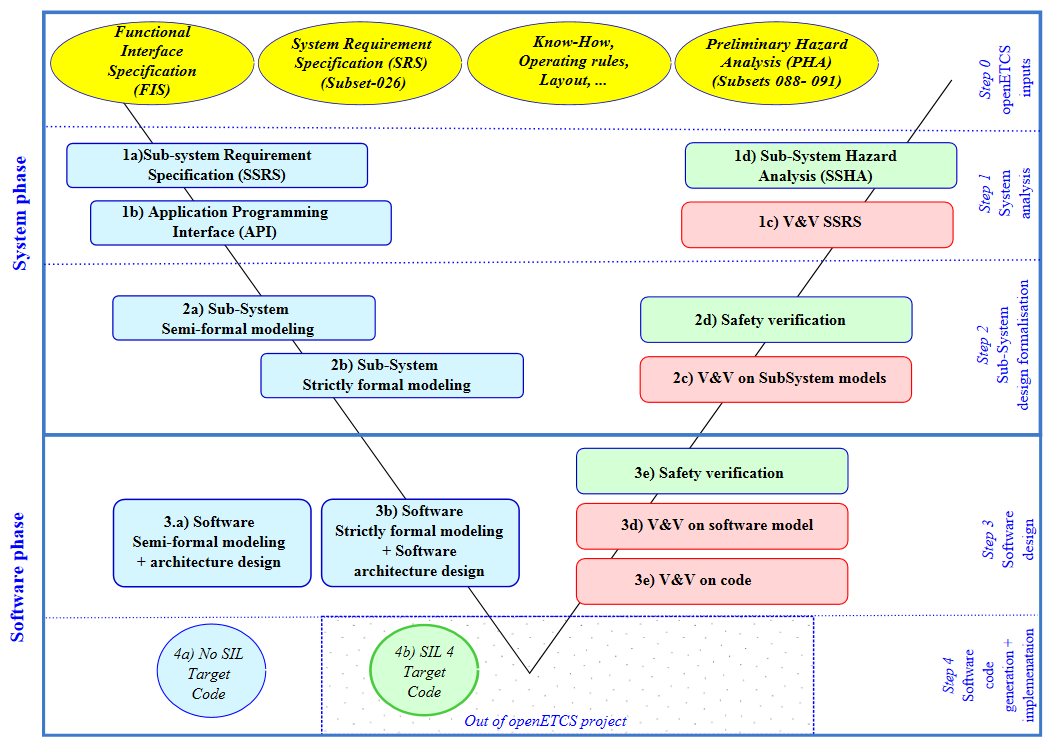 Functional
Interface
Specification
(FIS)
System Requirement
Specification (SRS)
(Subset-026)
Know-How,
Operating rules,
Layout, ...
Preliminary Hazard
Analysis (PHA)
(Subsets 088- 091)
Step 0
openETCS
inputs
System phase
1a)Sub-system Requirement
Specification (SSRS)
1b) Application Programming
Interface (API)
1d) Sub-System Hazard
Analysis (SSHA)
1c) V&V SSRS
Step 1
System
analysis
2a) Sub-System
Semi-formal modeling
2b) Sub-System
Strictly formal modeling
2d) Safety verification
2c) V&V on SubSystem models
Step 2
Sub-System
design formalisation
Software phase
3.a) Software
Semi-formal modeling
+ architecture design
3b) Software
Strictly formal modeling
+ Software
architecture design
3e) Safety verification
3d) V&V on software model
3e) V&V on code
Step 3
Software
design
4a) No SIL
Target
Code
4b) SIL 4
Target
Code
Out of openETCS project
Step 4
Software
code
generation +
implemenataion